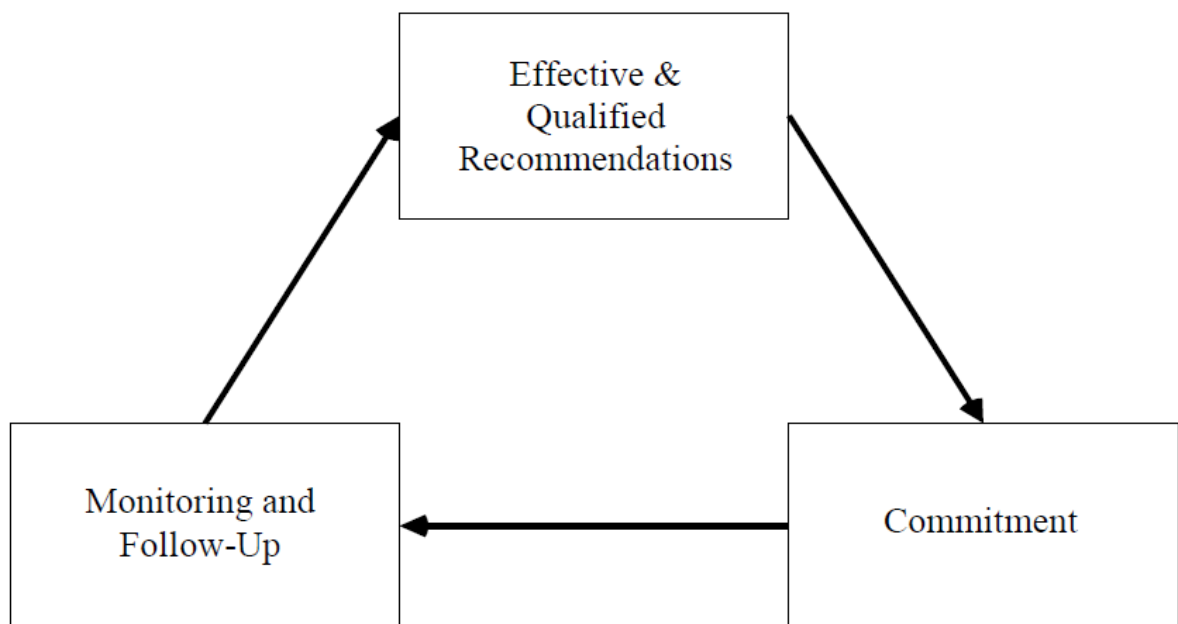 Effective &
Qualified
Recommendations
Monitoring and
Follow-Up
Commitment